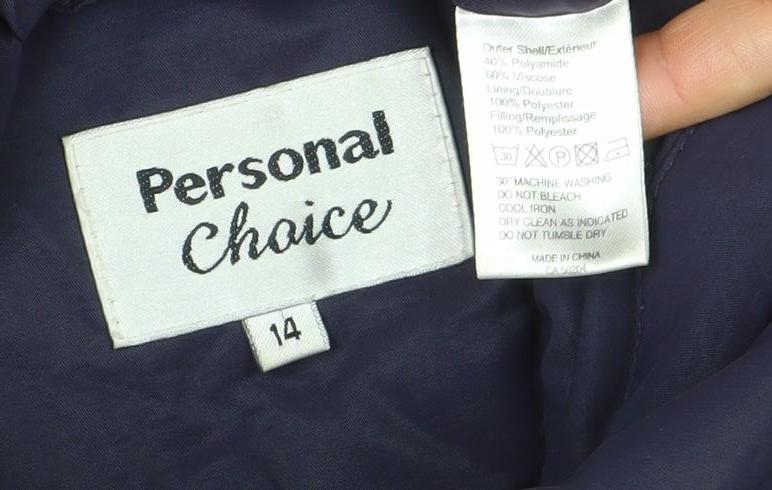 Personal
Choice
14
Outer Shell/Extérieur
40% Polyamide
60% Viscose
Lining/Doublure
100% Polyester
Filling/Remplissage
100% Polyester
30 P
30° MACHINE WASHING
DO NOT BLEACH
COOL IRON
DRY CLEAN AS INDICATED
DO NOT TUMBLE DRY
MADE IN CHINA